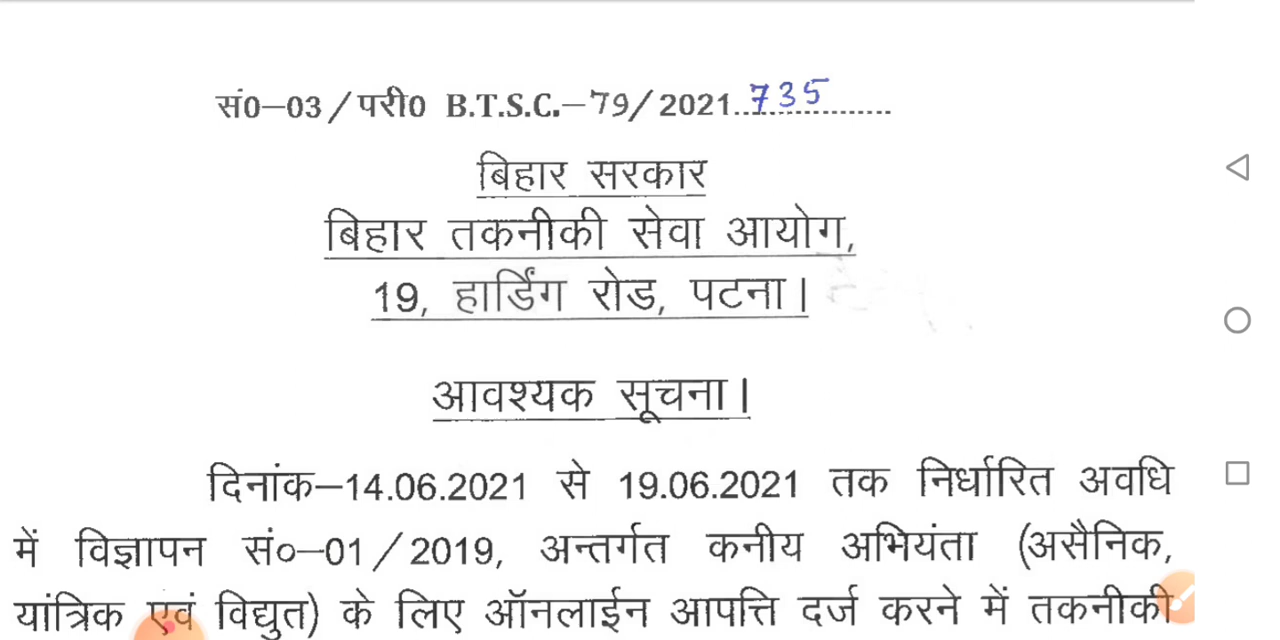 सं0–03 / परी0 B.T.S.C.–79/ 2021..735..............
बिहार सरकार
बिहार तकनीकी सेवा आयोग,
19, हार्डिंग रोड, पटना।
आवश्यक सूचना।
दिनांक–14.06.2021 से 19.06.2021 तक निर्धारित अवधि
में विज्ञापन सं०–01 / 2019, अन्तर्गत कनीय अभियंता (असैनिक,
यांत्रिक एवं विद्युत) के लिए ऑनलाईन आपत्ति दर्ज करने में तकनीकी